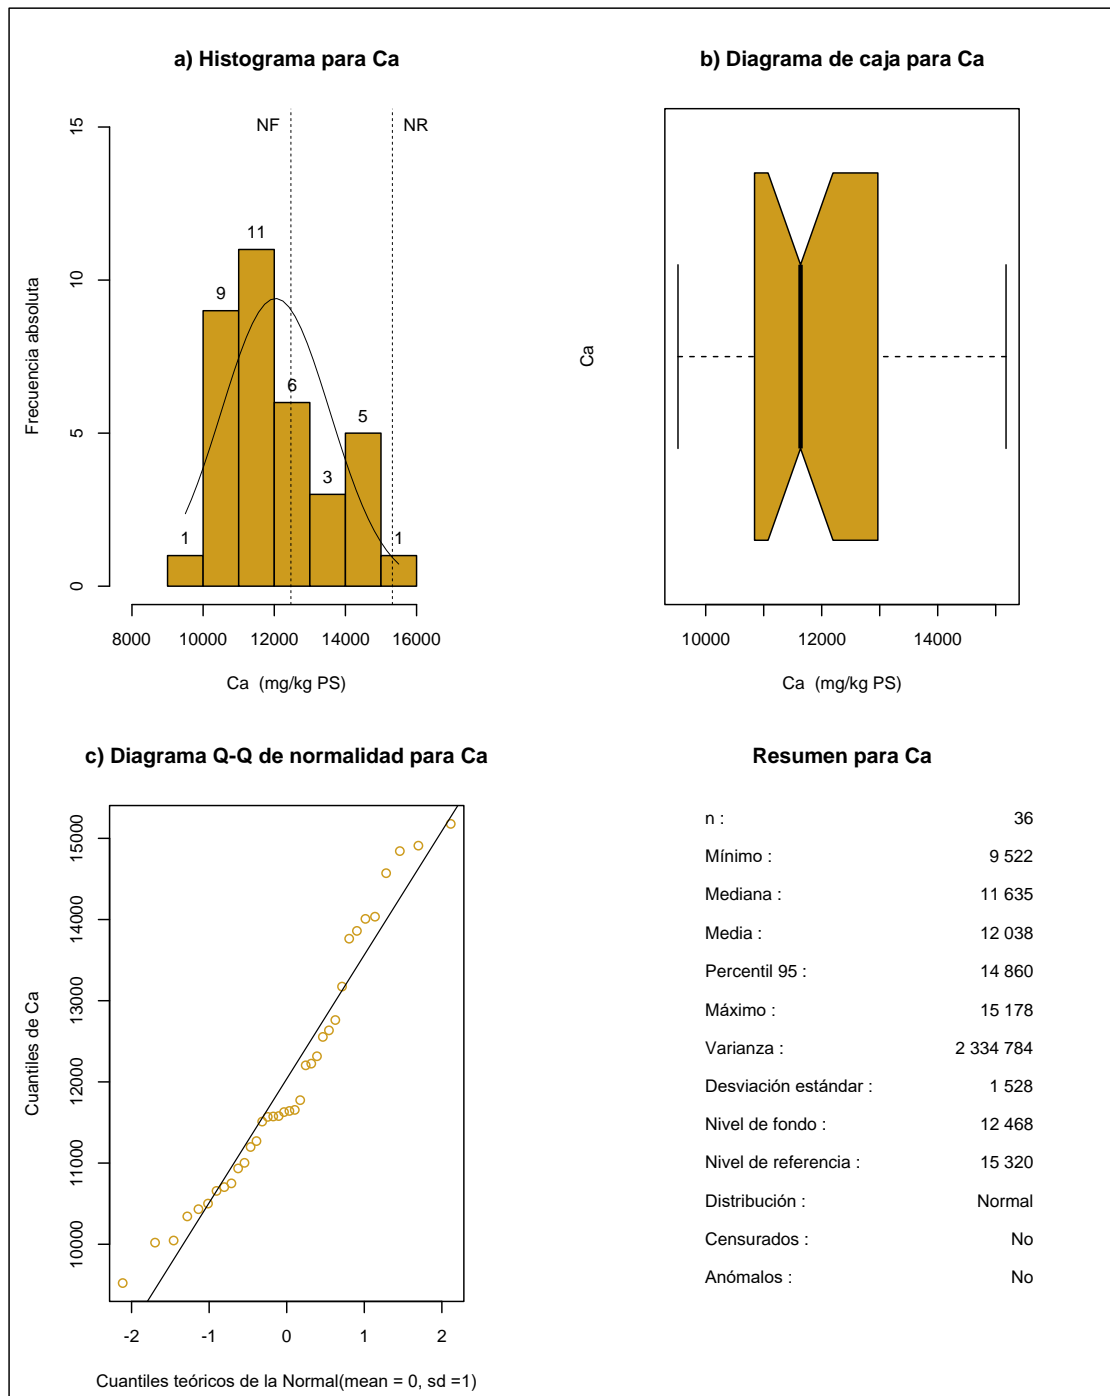 a) Histograma para Ca
NF
NR
15
10
5
0
Frecuencia absoluta
1
9
11
6
3
5
1
8000 10000 12000 14000 16000
Ca (mg/kg PS)
b) Diagrama de caja para Ca
Ca
10000 12000 14000
Ca (mg/kg PS)
c) Diagrama Q-Q de normalidad para Ca
15000
14000
13000
12000
11000
10000
Cuantiles de Ca
-2 -1 0 1 2
Cuantiles teóricos de la Normal(mean = 0, sd =1)
Resumen para Ca
n : 36
Mínimo : 9 522
Mediana : 11 635
Media : 12 038
Percentil 95 : 14 860
Máximo : 15 178
Varianza : 2 334 784
Desviación estándar : 1 528
Nivel de fondo : 12 468
Nivel de referencia : 15 320
Distribución : Normal
Censurados : No
Anómalos : No